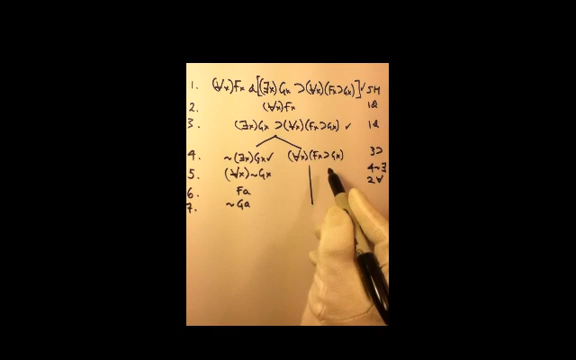 1. (∀x)Fx & [(∃x)Gx ⊃ (∀x)(Fx ⊃ Gx)] ✓ SM
2. (∀x)Fx 1&
3. (∃x)Gx ⊃ (∀x)(Fx ⊃ Gx) ✓ 1&
4. ~(∃x)Gx ✓ (∀x)(Fx ⊃ Gx) 3⊃
5. (∀x)~Gx 4~∃
6. Fa 2∀
7. ~Ga